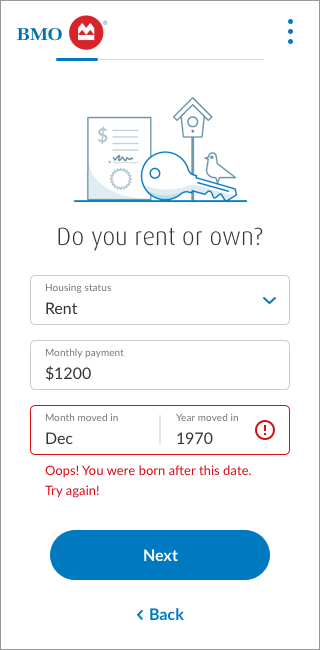 BMO
$
Do you rent or own?
Housing status
Rent
Monthly payment
$1200
Month moved in
Year moved in
Dec
1970
Oops! You were born after this date.
Try again!
Next
Back